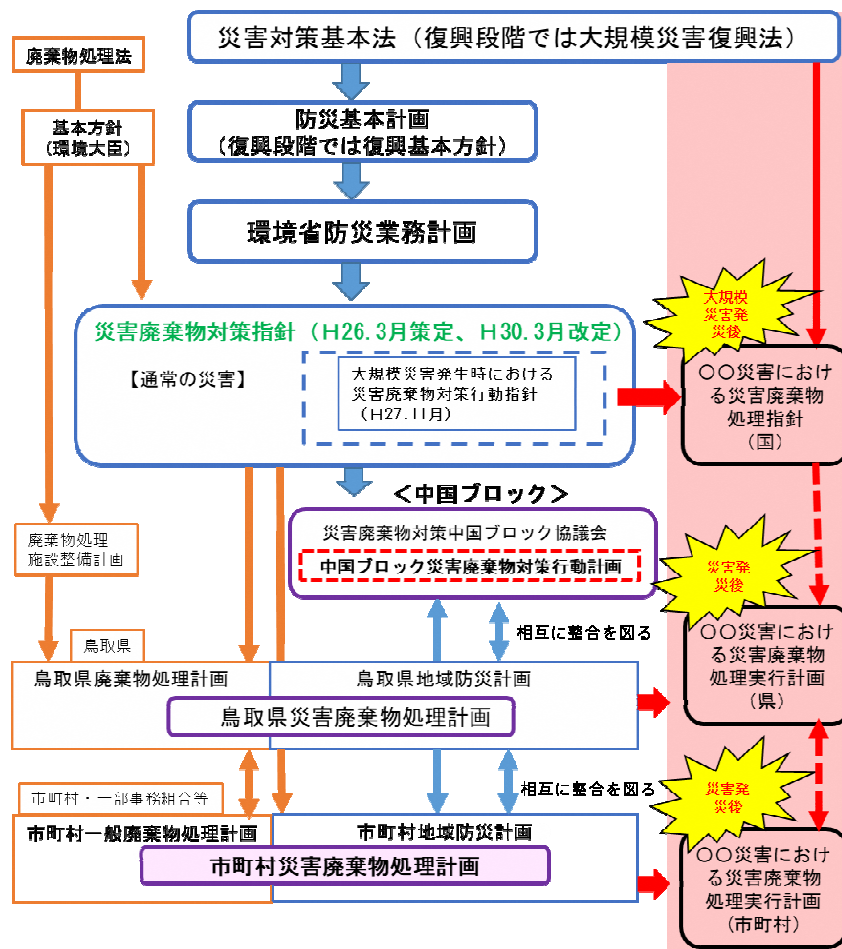 災害対策基本法（復興段階では大規模災害復興法）
廃棄物処理法
基本方針
（環境大臣）
防災基本計画
（復興段階では復興基本方針）
環境省防災業務計画
災害廃棄物対策指針（Ｈ26.3月策定、Ｈ30.3月改定）
【通常の災害】
大規模災害発生時における
災害廃棄物対策行動指針
（Ｈ27.11月）
大規模
災害発
災後
〇〇災害におけ
る災害廃棄物
処理指針
（国）
＜中国ブロック＞
災害廃棄物対策中国ブロック協議会
中国ブロック災害廃棄物対策行動計画
廃棄物処理
施設整備計画
災害発
災後
相互に整合を図る
〇〇災害におけ
る災害廃棄物
処理実行計画
（県）
鳥取県
鳥取県廃棄物処理計画
鳥取県地域防災計画
鳥取県災害廃棄物処理計画
相互に整合を図る
災害発
災後
市町村・一部事務組合等
市町村一般廃棄物処理計画
市町村地域防災計画
市町村災害廃棄物処理計画
〇〇災害におけ
る災害廃棄物
処理実行計画
（市町村）